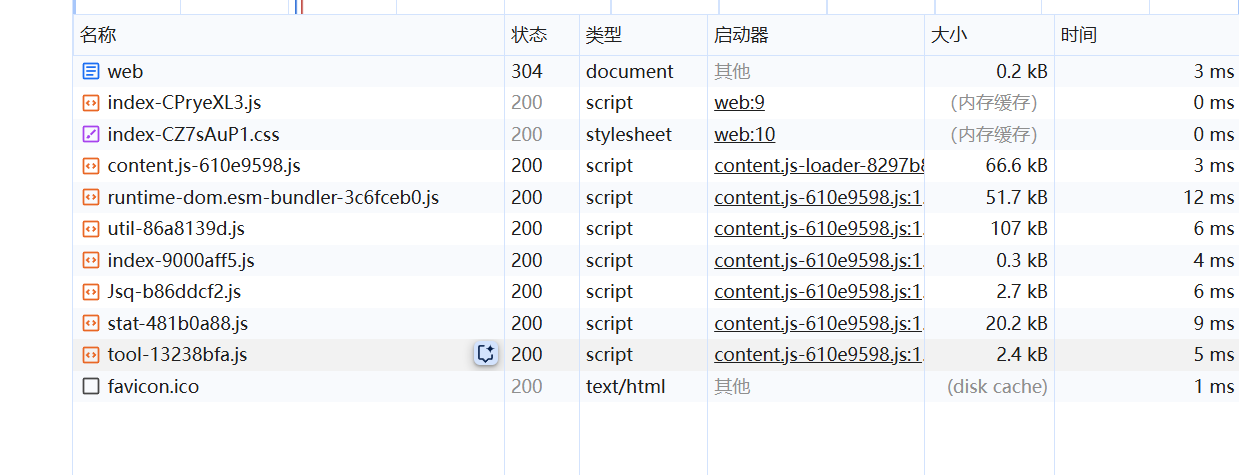 名称 状态 类型 启动器 大小 时间
web 304 document 其他 0.2 kB 3 ms
index-CPryeXL3.js 200 script web:9 (内存缓存) 0 ms
index-CZ7sAuP1.css 200 stylesheet web:10 (内存缓存) 0 ms
content.js-610e9598.js 200 script content.js-loader-8297b8 66.6 kB 3 ms
runtime-dom.esm-bundler-3c6fceb0.js 200 script content.js-610e9598.js:1 51.7 kB 12 ms
util-86a8139d.js 200 script content.js-610e9598.js:1 107 kB 6 ms
index-9000aff5.js 200 script content.js-610e9598.js:1 0.3 kB 4 ms
Jsq-b86ddcf2.js 200 script content.js-610e9598.js:1 2.7 kB 6 ms
stat-481b0a88.js 200 script content.js-610e9598.js:1 20.2 kB 9 ms
tool-13238bfa.js 200 script content.js-610e9598.js:1 2.4 kB 5 ms
favicon.ico 200 text/html 其他 (disk cache) 1 ms